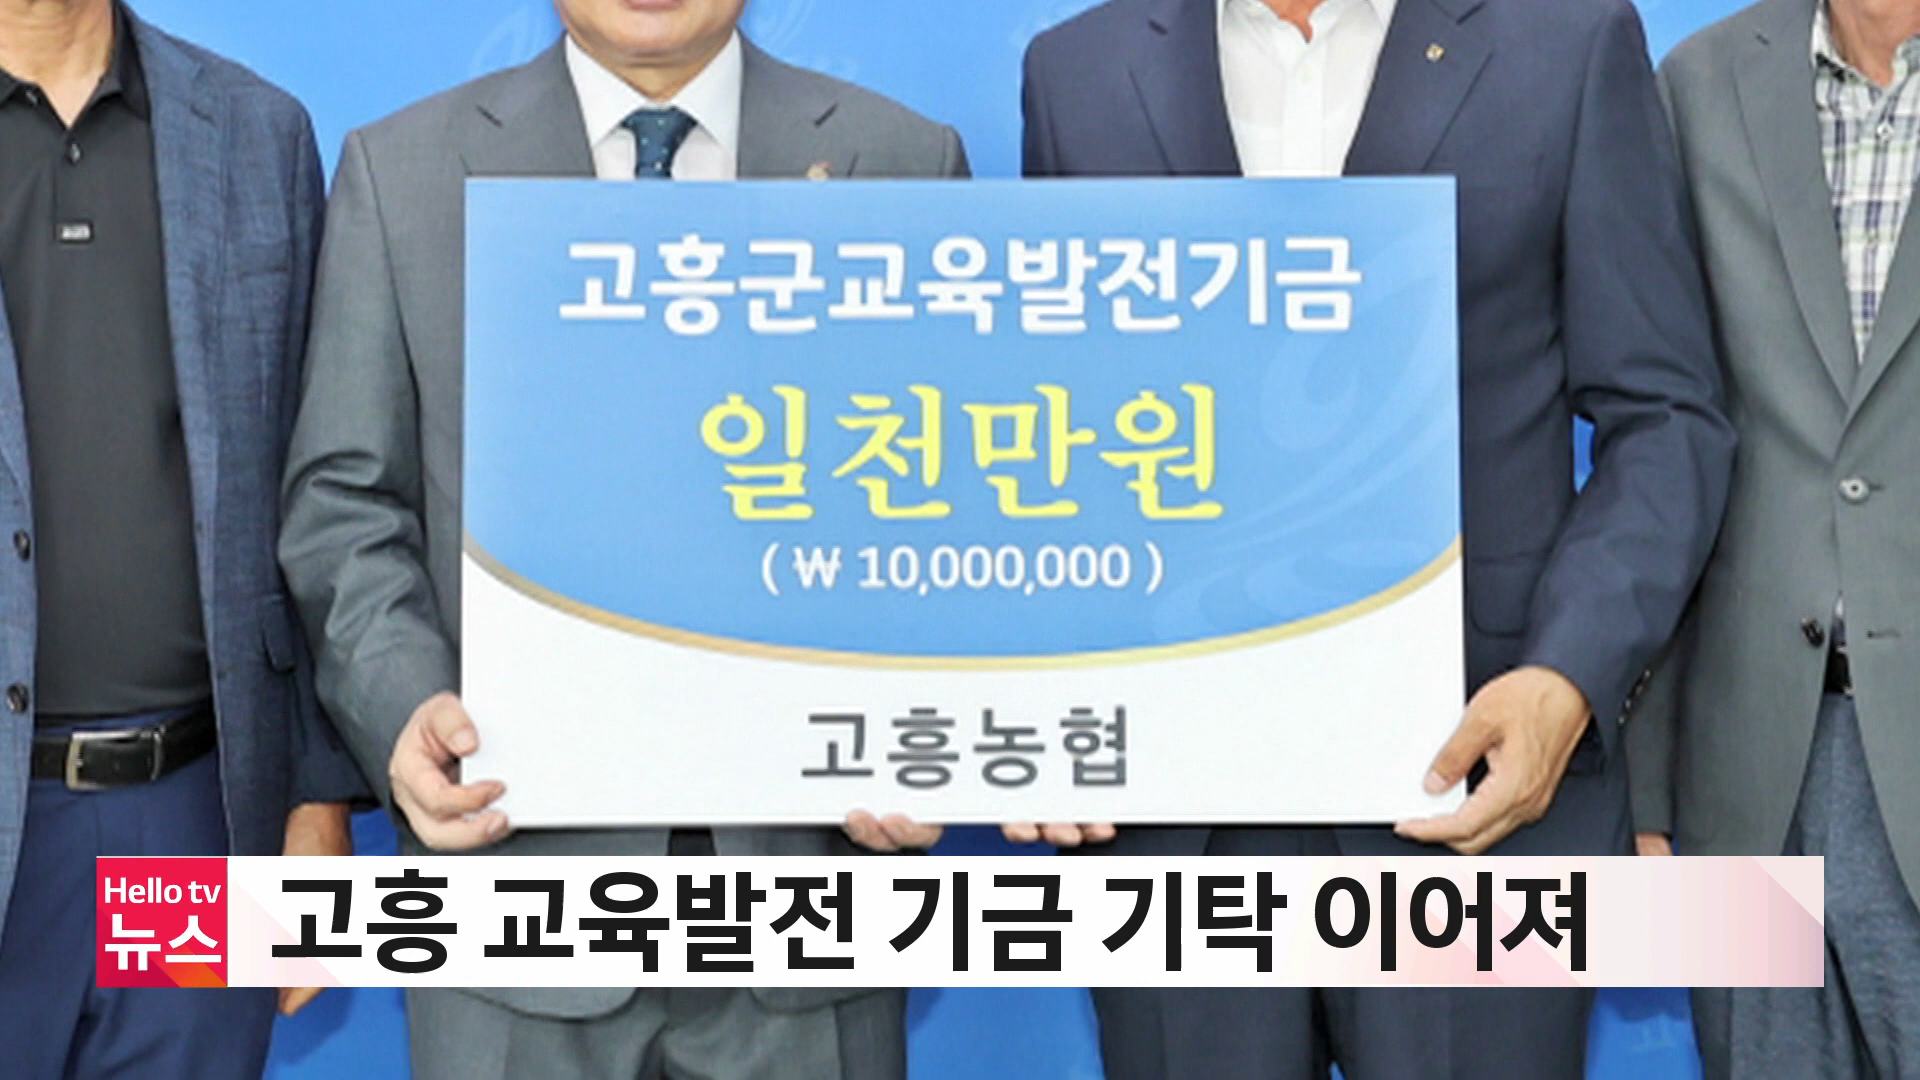 고흥군교육발전기금
일천만원
( ₩ 10,000,000 )
고흥농협
Hello tv
뉴스
고흥 교육발전 기금 기탁 이어져